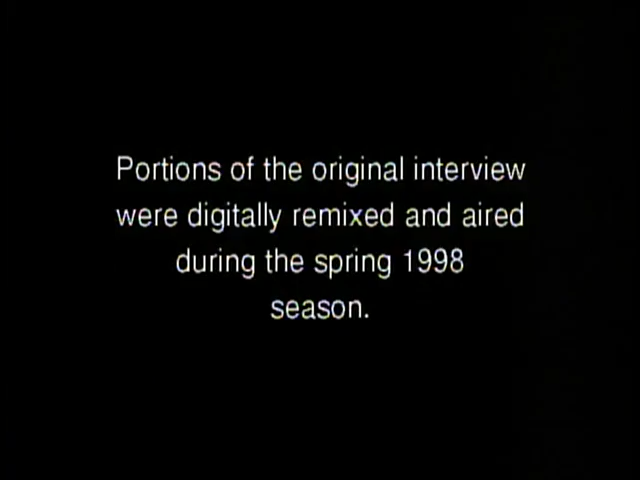 Portions of the original interview
were digitally remixed and aired
during the spring 1998
season.